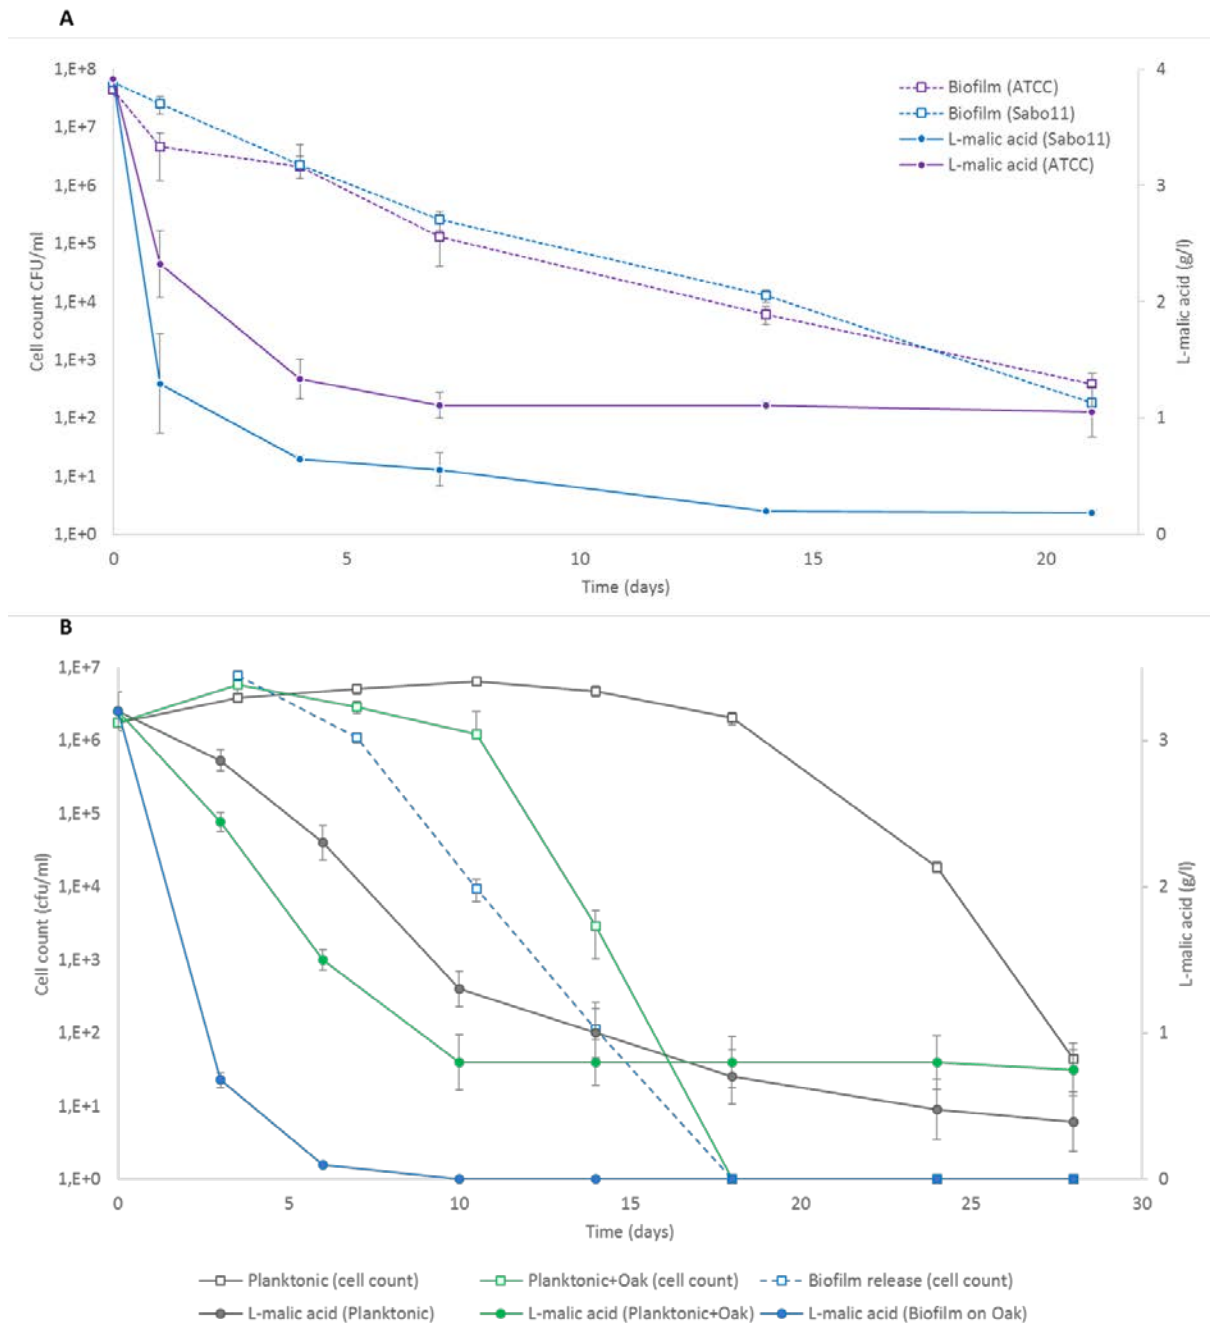 A
1,E+8
1,E+7
1,E+6
1,E+5
1,E+4
1,E+3
1,E+2
1,E+1
1,E+0
Cell count CFU/ml
0 5 10 15 20
Time (days)
4
3
2
1
0
L-malic acid (g/l)
Biofilm (ATCC)
Biofilm (Sabo11)
L-malic acid (Sabo11)
L-malic acid (ATCC)
B
1,E+7
1,E+6
1,E+5
1,E+4
1,E+3
1,E+2
1,E+1
1,E+0
Cell count (cfu/ml)
0 5 10 15 20 25 30
Time (days)
3
2
1
0
L-malic acid (g/l)
Planktonic (cell count) Planktonic+Oak (cell count) Biofilm release (cell count)
L-malic acid (Planktonic) L-malic acid (Planktonic+Oak) L-malic acid (Biofilm on Oak)